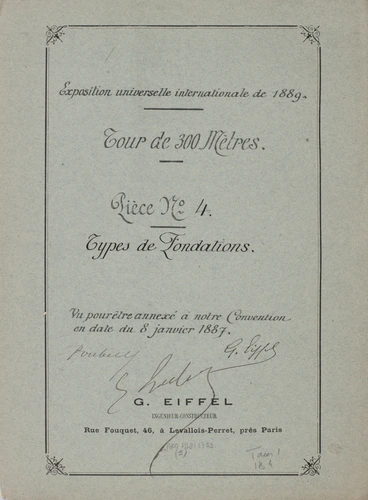 Exposition universelle internationale de 1889.
Tour de 300 Mètres.
Pièce No 4.
Types de Fondations.
Vu pour être annexé à notre Convention
en date du 8 janvier 1887.
G. Eiffel
G. EIFFEL
INGÉNIEUR-CONSTRUCTEUR
Rue Fouquet, 46, à Levallois-Perret, près Paris